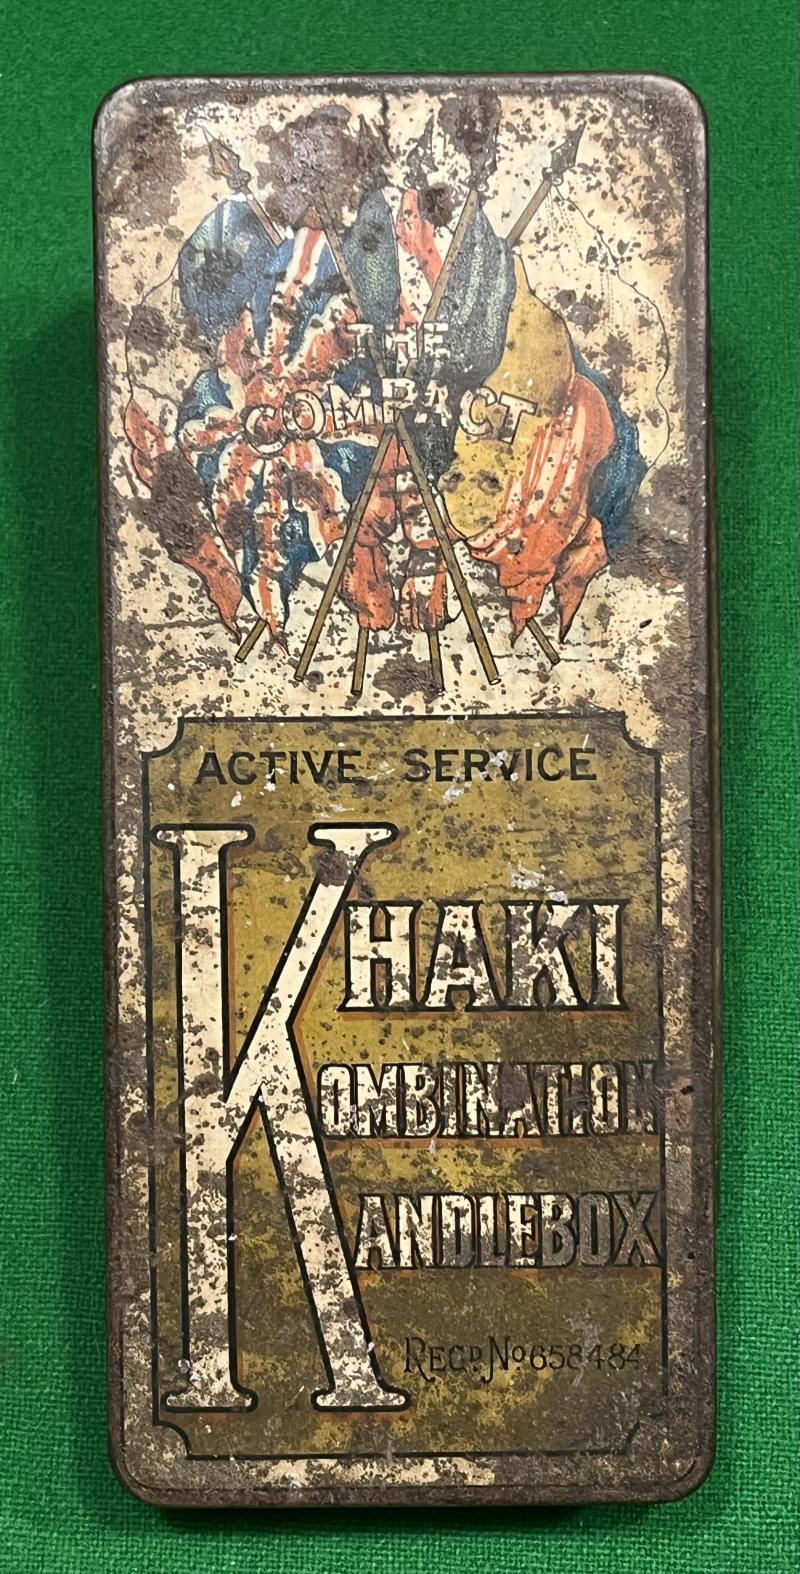 THE
COMPACT
ACTIVE SERVICE
KHAKI
KOMBINATION
KANDLEBOX
REGD. No 658484